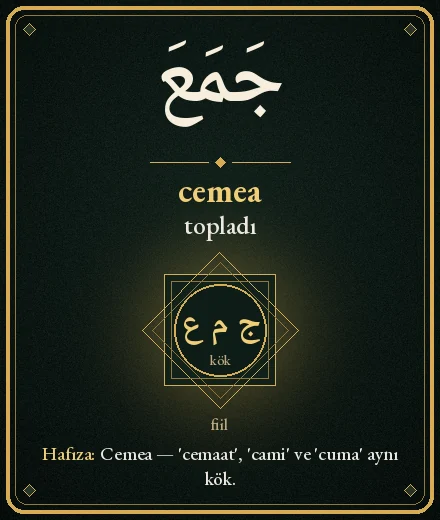 جَمَعَ
cemea
topladı
ج م ع
kök
fiil
Hafıza: Cemea — 'cemaat', 'cami' ve 'cuma' aynı
kök.